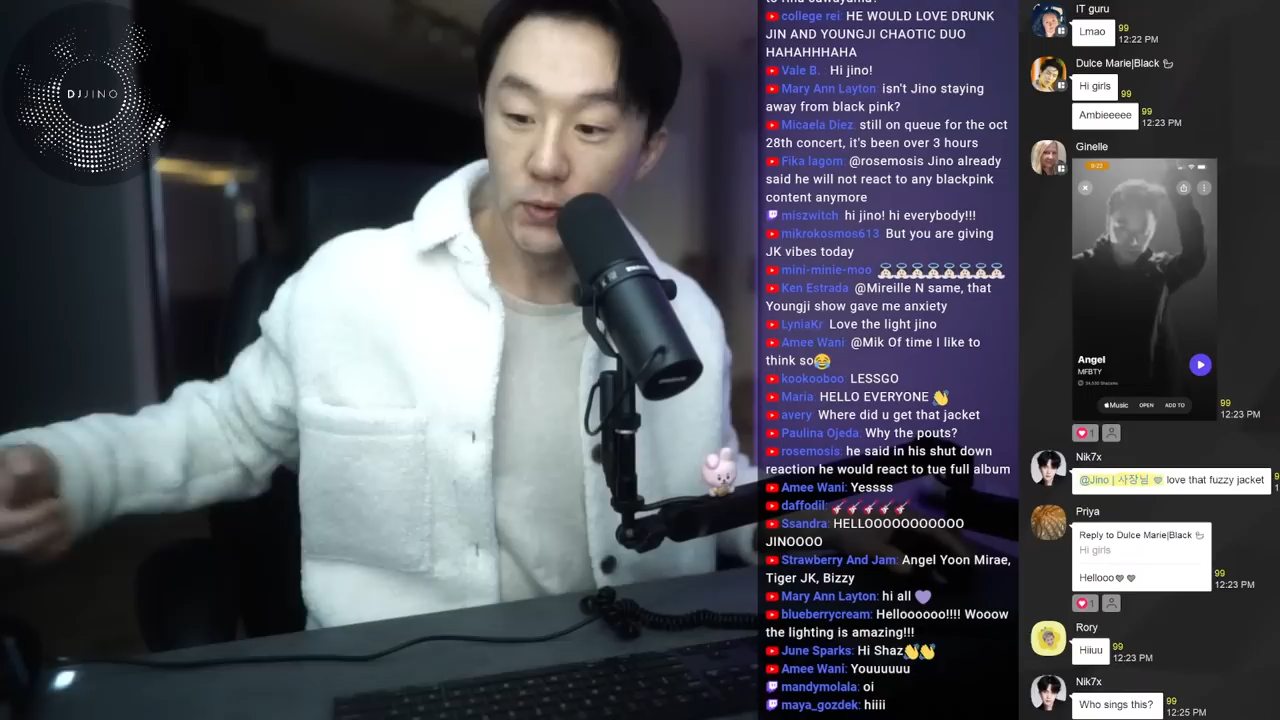 DJJINO
to rina sawayama?
college rei: HE WOULD LOVE DRUNK
JIN AND YOUNGJI CHAOTIC DUO
HAHAHHHAHA
Vale B. Hi jino!
Mary Ann Layton: isn't Jino staying
away from black pink?
Micaela Díez: still on queue for the oct
28th concert, it's been over 3 hours
Fika lagom: @rosemosis Jino already
said he will not react to any blackpink
content anymore
miszwitch hi jino! hi everybody!!!
mikrokosmos613 But you are giving
JK vibes today
mini-minie-moo
Ken Estrada: @Mireille N same, that
Youngji show gave me anxiety
LyniaKr Love the light jino
Amee Wani: @Mik Of time I like to
think so
kookooboo: LESSGO
Maria: HELLO EVERYONE
avery: Where did u get that jacket
Paulina Ojeda: Why the pouts?
rosemosis: he said in his shut down
reaction he would react to tue full album
Amee Wani: Yessss
daffodil:
Ssandra: HELLOOOOOOOOOOO
JINOOOO
Strawberry And Jam: Angel Yoon Mirae,
Tiger JK, Bizzy
Mary Ann Layton: hi all
blueberrycream: Helloooooo!!!! Wooow
the lighting is amazing!!!
June Sparks: Hi Shaz
Amee Wani: Youuuuuu
mandymolala: oi
maya_gozdek: hiiii
IT guru
Lmao
99
12:22 PM
Dulce Marie|Black
Hi girls
99
Ambieeeee
99
12:23 PM
Ginelle
9:22
Angel
MFBTY
Music OPEN ADD TO
99
12:23 PM
1
Nik7x
@Jino | 사장님 love that fuzzy jacket
Priya
Reply to Dulce Marie|Black
Hi girls
Hellooo
99
12:23 PM
1
Rory
Hiiuu
99
12:23 PM
Nik7x
Who sings this?
99
12:25 PM